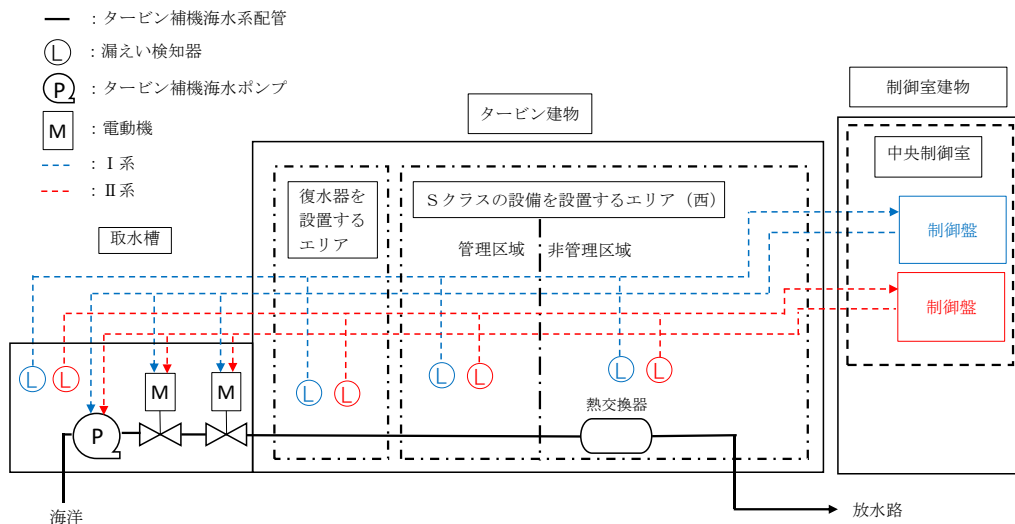 ：タービン補機海水系配管
L ：漏えい検知器
P ：タービン補機海水ポンプ
M ：電動機
：Ⅰ系
：Ⅱ系
取水槽
タービン建物
制御室建物
中央制御室
復水器を
設置する
エリア
Ｓクラスの設備を設置するエリア（西）
管理区域
非管理区域
制御盤
制御盤
L
L
M
M
L
L
L
L
L
L
P
熱交換器
海洋
放水路